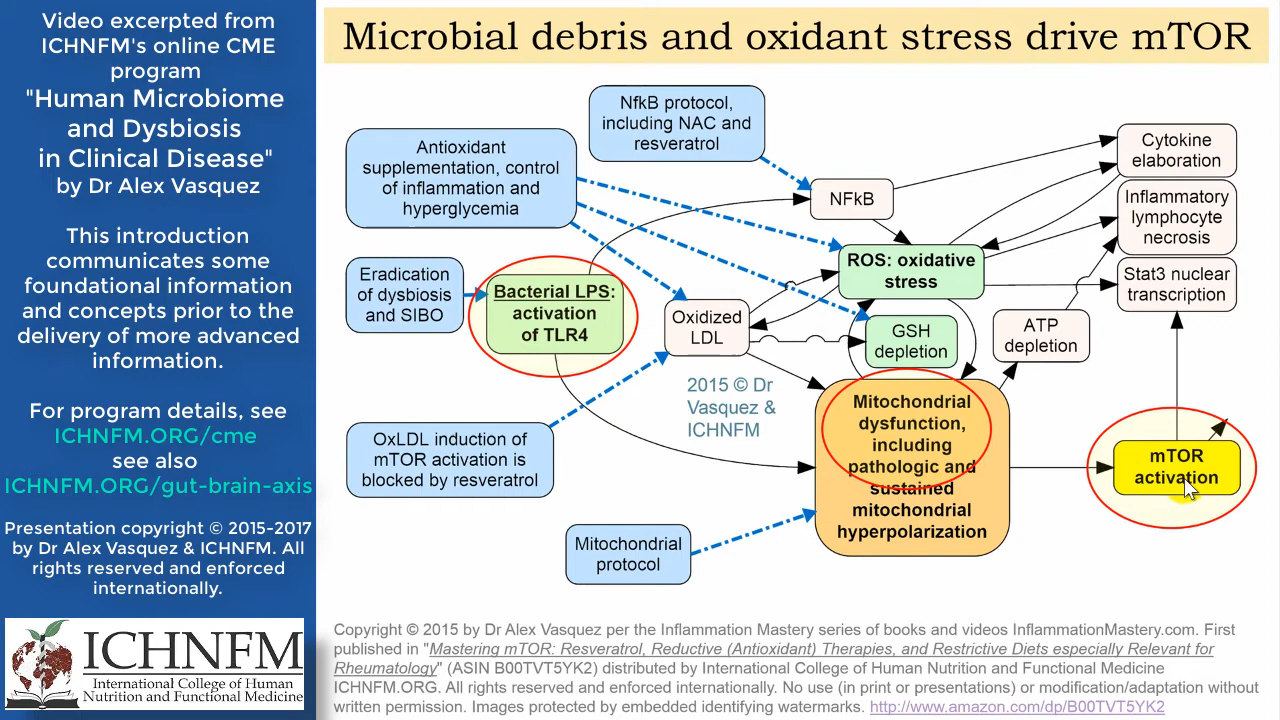 Video excerpted from
ICHNFM's online CME
program
"Human Microbiome
and Dysbiosis
in Clinical Disease"
by Dr Alex Vasquez
This introduction
communicates some
foundational information
and concepts prior to the
delivery of more advanced
information.
For program details, see
ICHNFM.ORG/cme
see also
ICHNFM.ORG/gut-brain-axis
Presentation copyright © 2015-2017
by Dr Alex Vasquez & ICHNFM. All
rights reserved and enforced
internationally.
ICHNFM
International College of Human
Nutrition and Functional Medicine
Microbial debris and oxidant stress drive mTOR
NfkB protocol,
including NAC and
resveratrol
Antioxidant
supplementation, control
of inflammation and
hyperglycemia
Cytokine
elaboration
NFkB
Inflammatory
lymphocyte
necrosis
ROS: oxidative
stress
Eradication
of dysbiosis
and SIBO
Bacterial LPS:
activation
of TLR4
Stat3 nuclear
transcription
Oxidized
LDL
GSH
depletion
ATP
depletion
2015 © Dr
Vasquez &
ICHNFM
Mitochondrial
dysfunction,
including
pathologic and
sustained
mitochondrial
hyperpolarization
OxLDL induction of
mTOR activation is
blocked by resveratrol
mTOR
activation
Mitochondrial
protocol
Copyright © 2015 by Dr Alex Vasquez per the Inflammation Mastery series of books and videos InflammationMastery.com. First
published in "Mastering mTOR: Resveratrol, Reductive (Antioxidant) Therapies, and Restrictive Diets especially Relevant for
Rheumatology" (ASIN B00TVT5YK2) distributed by International College of Human Nutrition and Functional Medicine
ICHNFM.ORG. All rights reserved and enforced internationally. No use (in print or presentations) or modification/adaptation without
written permission. Images protected by embedded identifying watermarks. http://www.amazon.com/dp/B00TVT5YK2